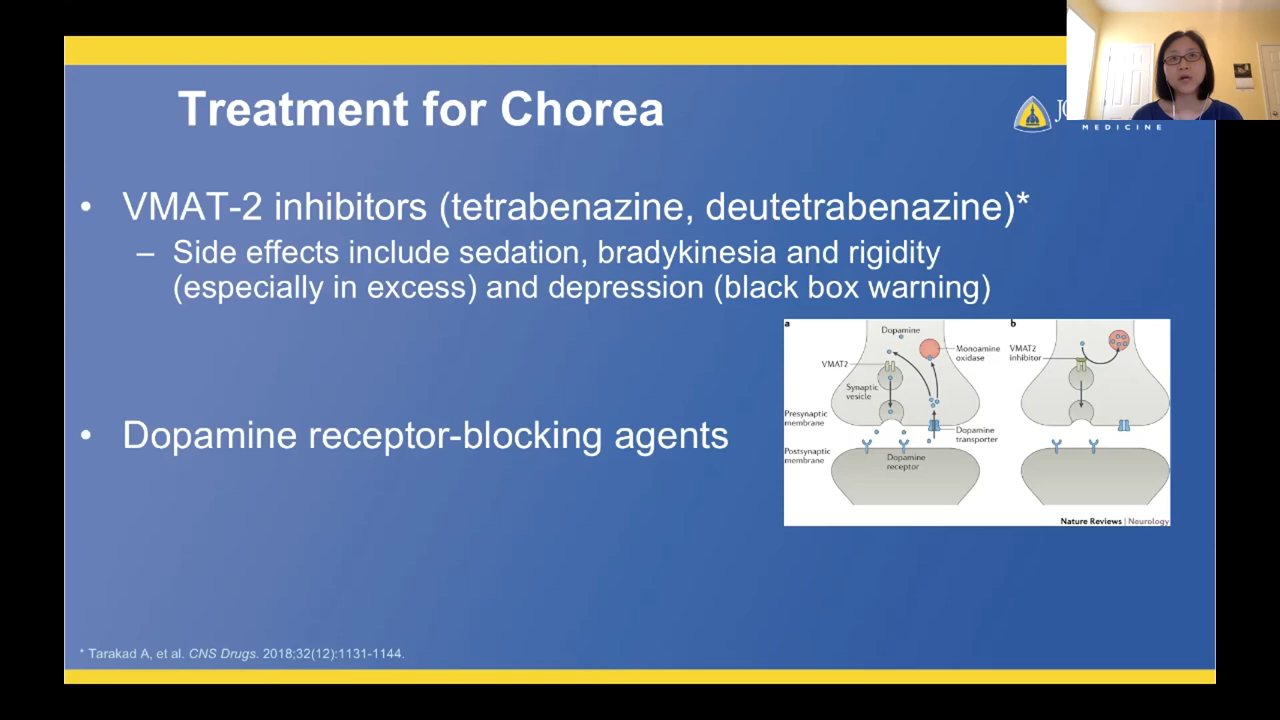 Treatment for Chorea
MEDICINE
• VMAT-2 inhibitors (tetrabenazine, deutetrabenazine)*
– Side effects include sedation, bradykinesia and rigidity
(especially in excess) and depression (black box warning)
• Dopamine receptor-blocking agents
a
Dopamine
Monoamine
oxidase
VMAT2
Synaptic
vesicle
Presynaptic
membrane
Dopamine
transporter
Postsynaptic
membrane
Dopamine
receptor
b
VMAT2
inhibitor
Nature Reviews | Neurology
* Tarakad A, et al. CNS Drugs. 2018;32(12):1131-1144.